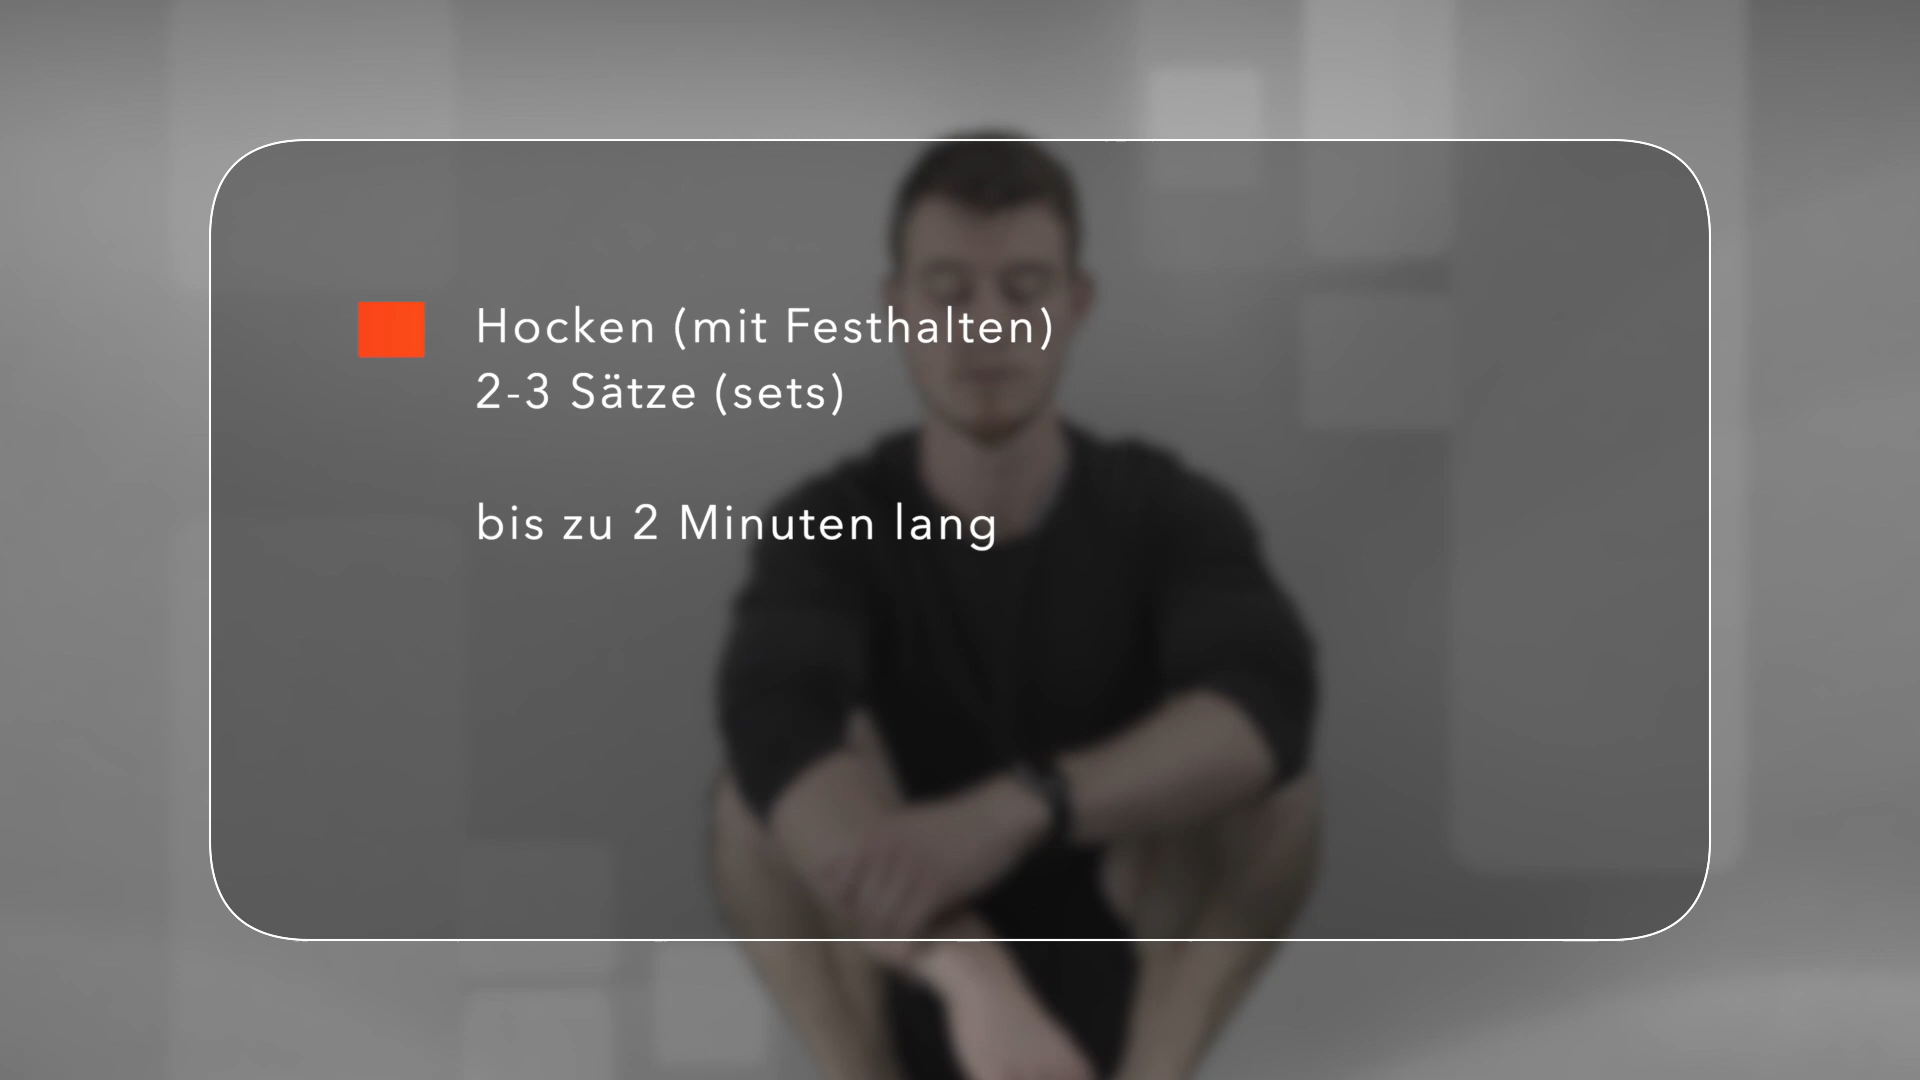 Hocken (mit Festhalten)
2-3 Sätze (sets)
bis zu 2 Minuten lang